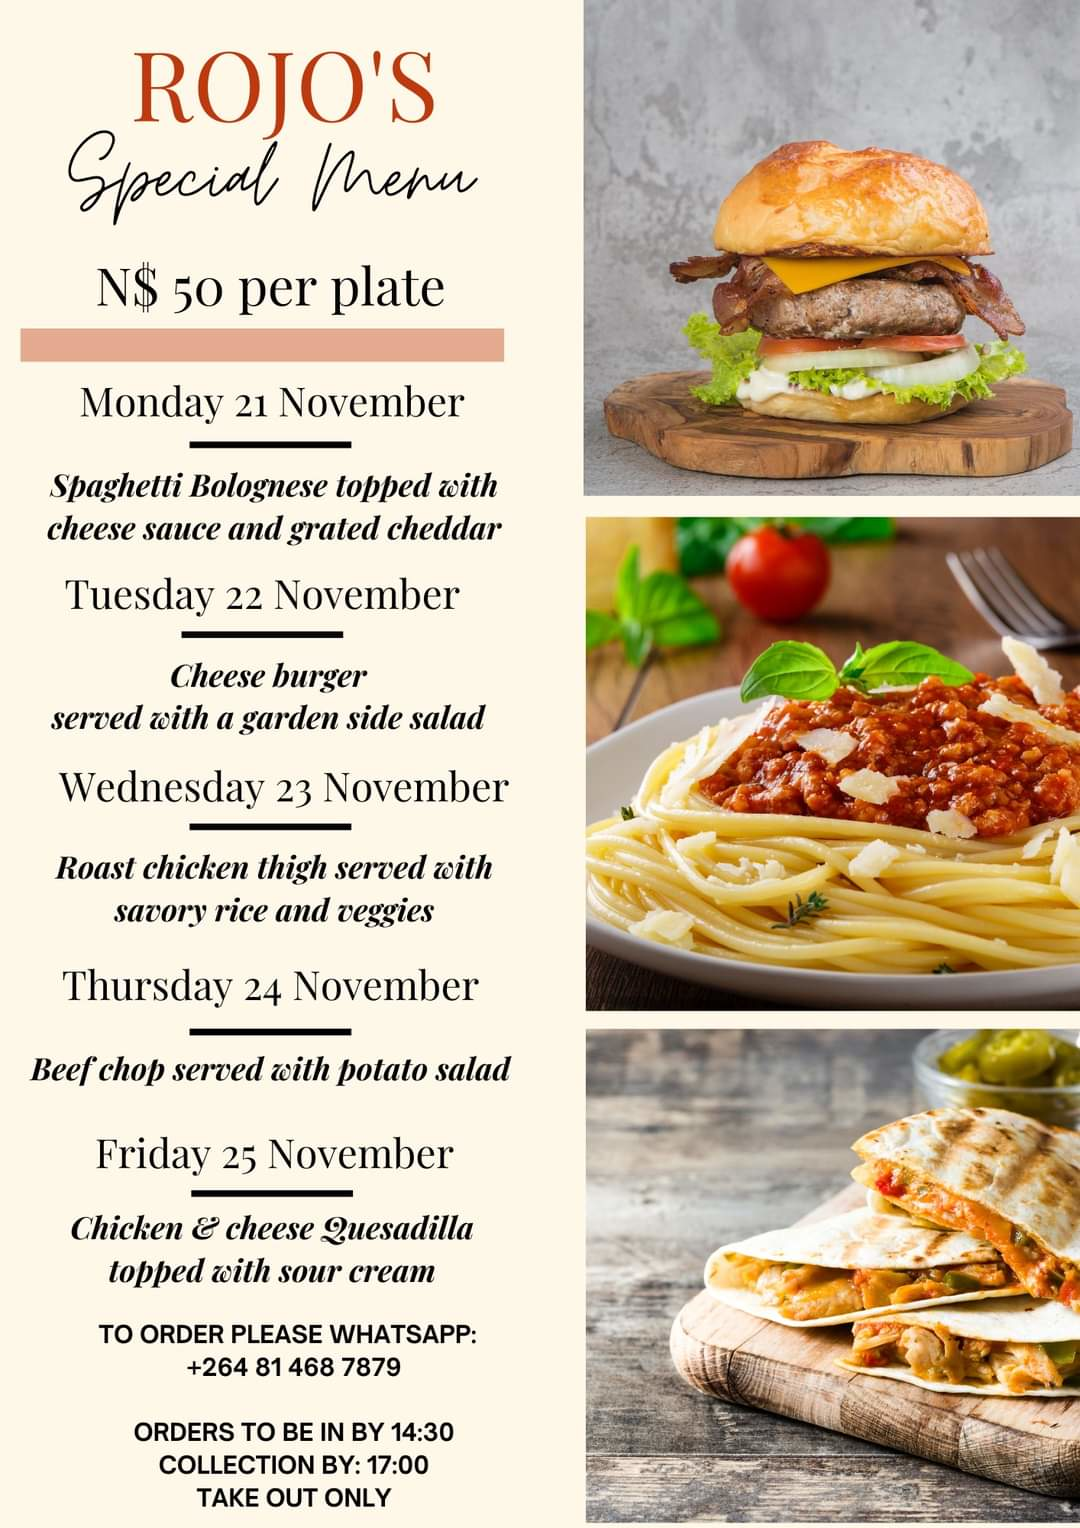 ROJO'S
Special Menu
N$ 50 per plate
Monday 21 November
Spaghetti Bolognese topped with
cheese sauce and grated cheddar
Tuesday 22 November
Cheese burger
served with a garden side salad
Wednesday 23 November
Roast chicken thigh served with
savory rice and veggies
Thursday 24 November
Beef chop served with potato salad
Friday 25 November
Chicken & cheese Quesadilla
topped with sour cream
TO ORDER PLEASE WHATSAPP:
+264 81 468 7879
ORDERS TO BE IN BY 14:30
COLLECTION BY: 17:00
TAKE OUT ONLY